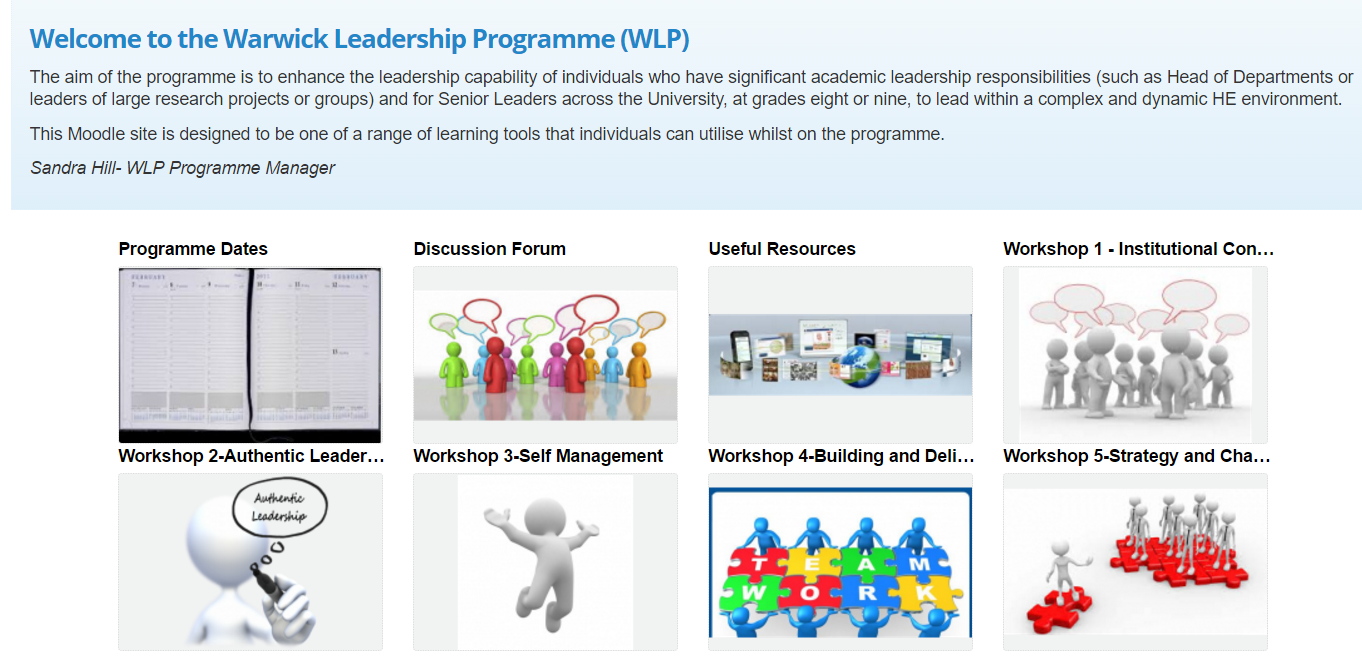 Welcome to the Warwick Leadership Programme (WLP)
The aim of the programme is to enhance the leadership capability of individuals who have significant academic leadership responsibilities (such as Head of Departments or
leaders of large research projects or groups) and for Senior Leaders across the University, at grades eight or nine, to lead within a complex and dynamic HE environment.
This Moodle site is designed to be one of a range of learning tools that individuals can utilise whilst on the programme.
Sandra Hill- WLP Programme Manager
Programme Dates
Discussion Forum
Useful Resources
Workshop 1 - Institutional Con...
FEBRUARY
FEBRUARY
Workshop 2-Authentic Leader...
Workshop 3-Self Management
Workshop 4-Building and Deli...
Workshop 5-Strategy and Cha...
Authentic
Leadership
TEAM
WORK